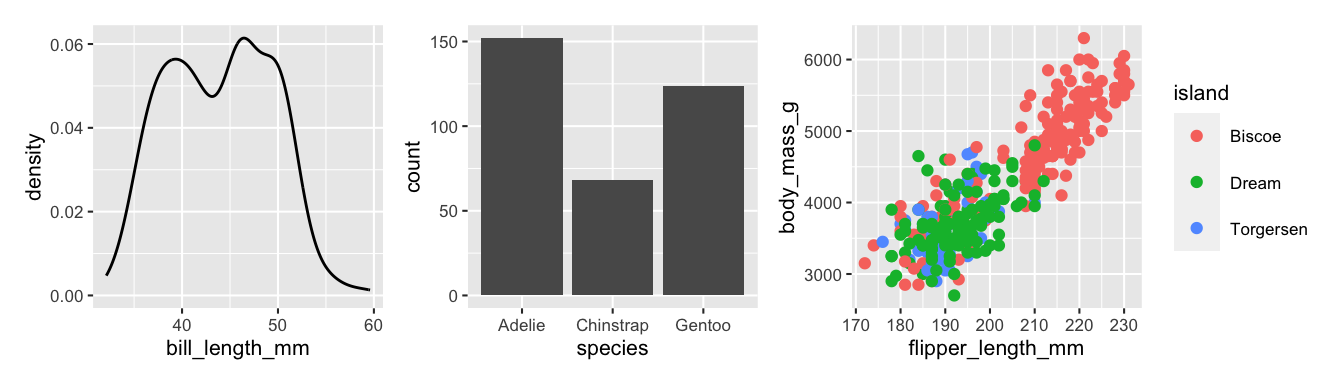 density
0.06
0.04
0.02
0.00
40 50 60
bill_length_mm
count
150
100
50
0
Adelie Chinstrap Gentoo
species
body_mass_g
6000
5000
4000
3000
170 180 190 200 210 220 230
flipper_length_mm
island
Biscoe
Dream
Torgersen